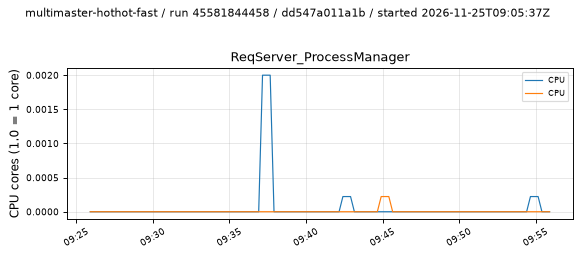 multimaster-hothot-fast / run 45581844458 / dd547a011a1b / started 2026-11-25T09:05:37Z
ReqServer_ProcessManager
CPU cores (1.0 = 1 core)
0.0020
0.0015
0.0010
0.0005
0.0000
CPU
CPU
09:25
09:30
09:35
09:40
09:45
09:50
09:55